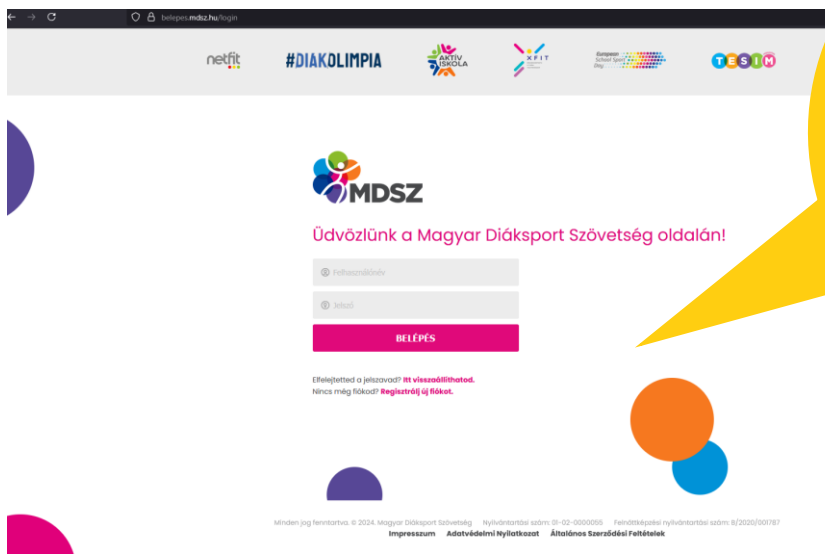 belepes.mdsz.hu/login
netfit
#DIAKOLIMPIA
AKTÍV
ISKOLA
XFIT
European
School Sport
Day
TESIM
MDSZ
Üdvözlünk a Magyar Diáksport Szövetség oldalán!
Felhasználónév
Jelszó
BELÉPÉS
Elfelejtetted a jelszavad? Itt visszaállíthatod.
Nincs még fiókod? Regisztrálj új fiókot.
Minden jog fenntartva. © 2024. Magyar Diáksport Szövetség Nyilvántartási szám: 01-02-0000055 Felnőttképzési nyilvántartási szám: B/2020/001787
Impresszum Adatvédelmi Nyilatkozat Általános Szerződési Feltételek